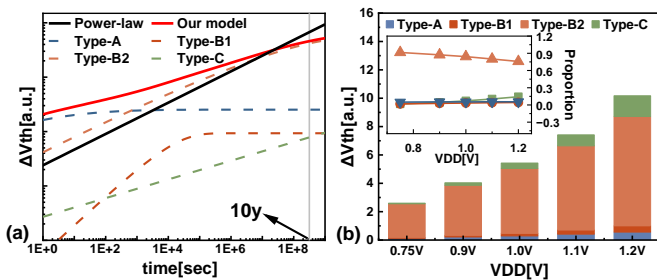 Power-law
Our model
Type-A
Type-B1
Type-B2
Type-C
ΔVth[a.u.]
10y
(a)
1E+0
1E+2
1E+4
1E+6
1E+8
time[sec]
Type-A
Type-B1
Type-B2
Type-C
ΔVth[a.u.]
16
14
12
10
8
6
4
2
0
1.2
0.9
0.6
0.3
0.0
−0.3
Proportion
0.8
1.0
1.2
VDD[V]
(b)
0.75V
0.9V
1.0V
1.1V
1.2V
VDD[V]